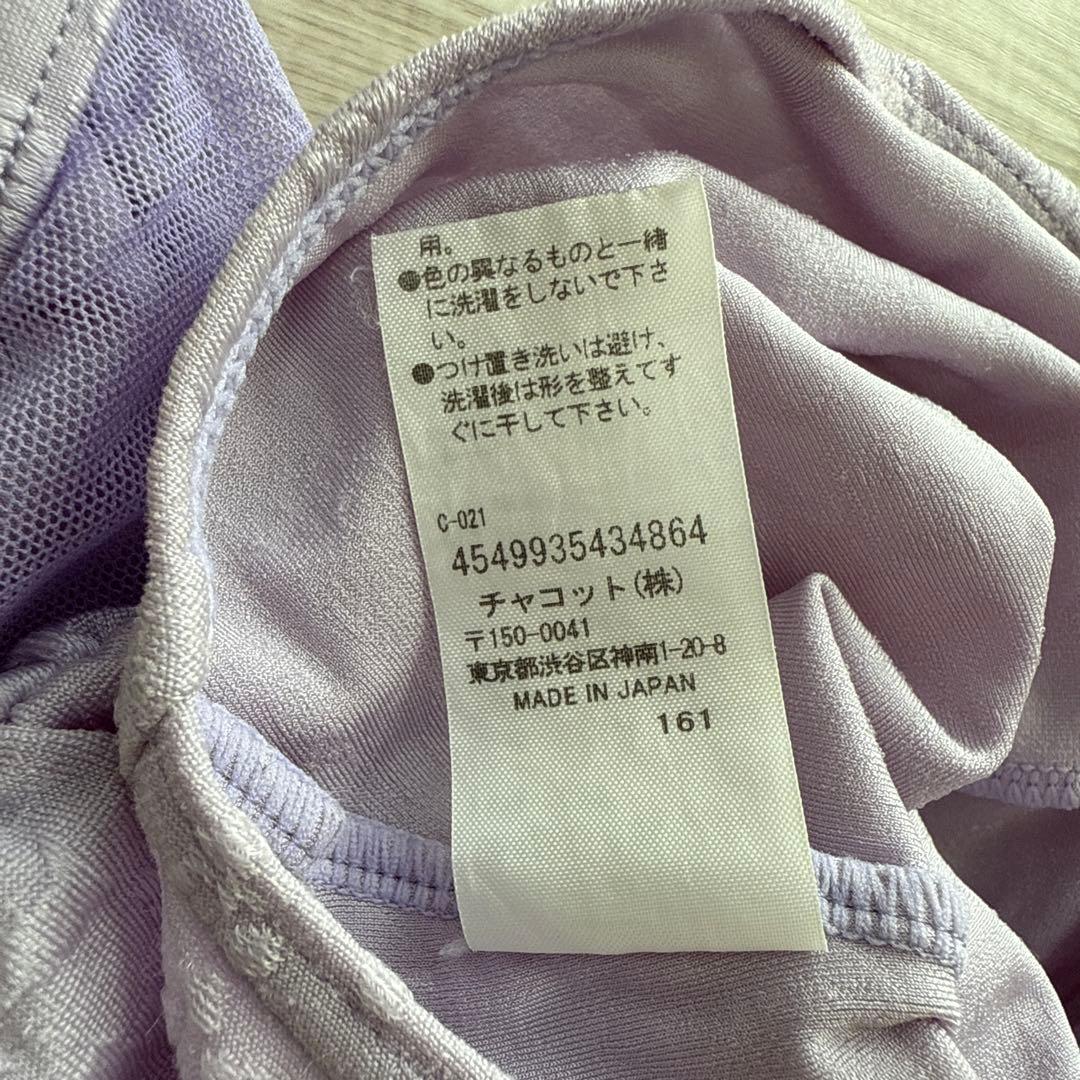 用。
●色の異なるものと一緒
に洗濯をしないで下さ
い。
●つけ置き洗いは避け、
洗濯後は形を整えてす
ぐに干して下さい。
C-021
4549935434864
チャコット(株)
〒150-0041
東京都渋谷区神南1-20-8
MADE IN JAPAN
161